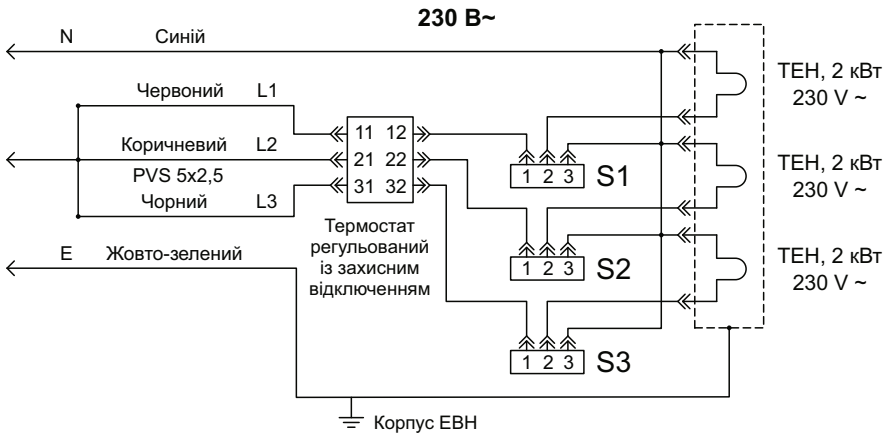 230 В~
N Синій
Червоний L1
Коричневий L2
PVS 5x2,5
Чорний L3
E Жовто-зелений
11 12
21 22
31 32
Термостат
регульований
із захисним
відключенням
1 2 3 S1
1 2 3 S2
1 2 3 S3
ТЕН, 2 кВт
230 V ~
ТЕН, 2 кВт
230 V ~
ТЕН, 2 кВт
230 V ~
Корпус ЕВН